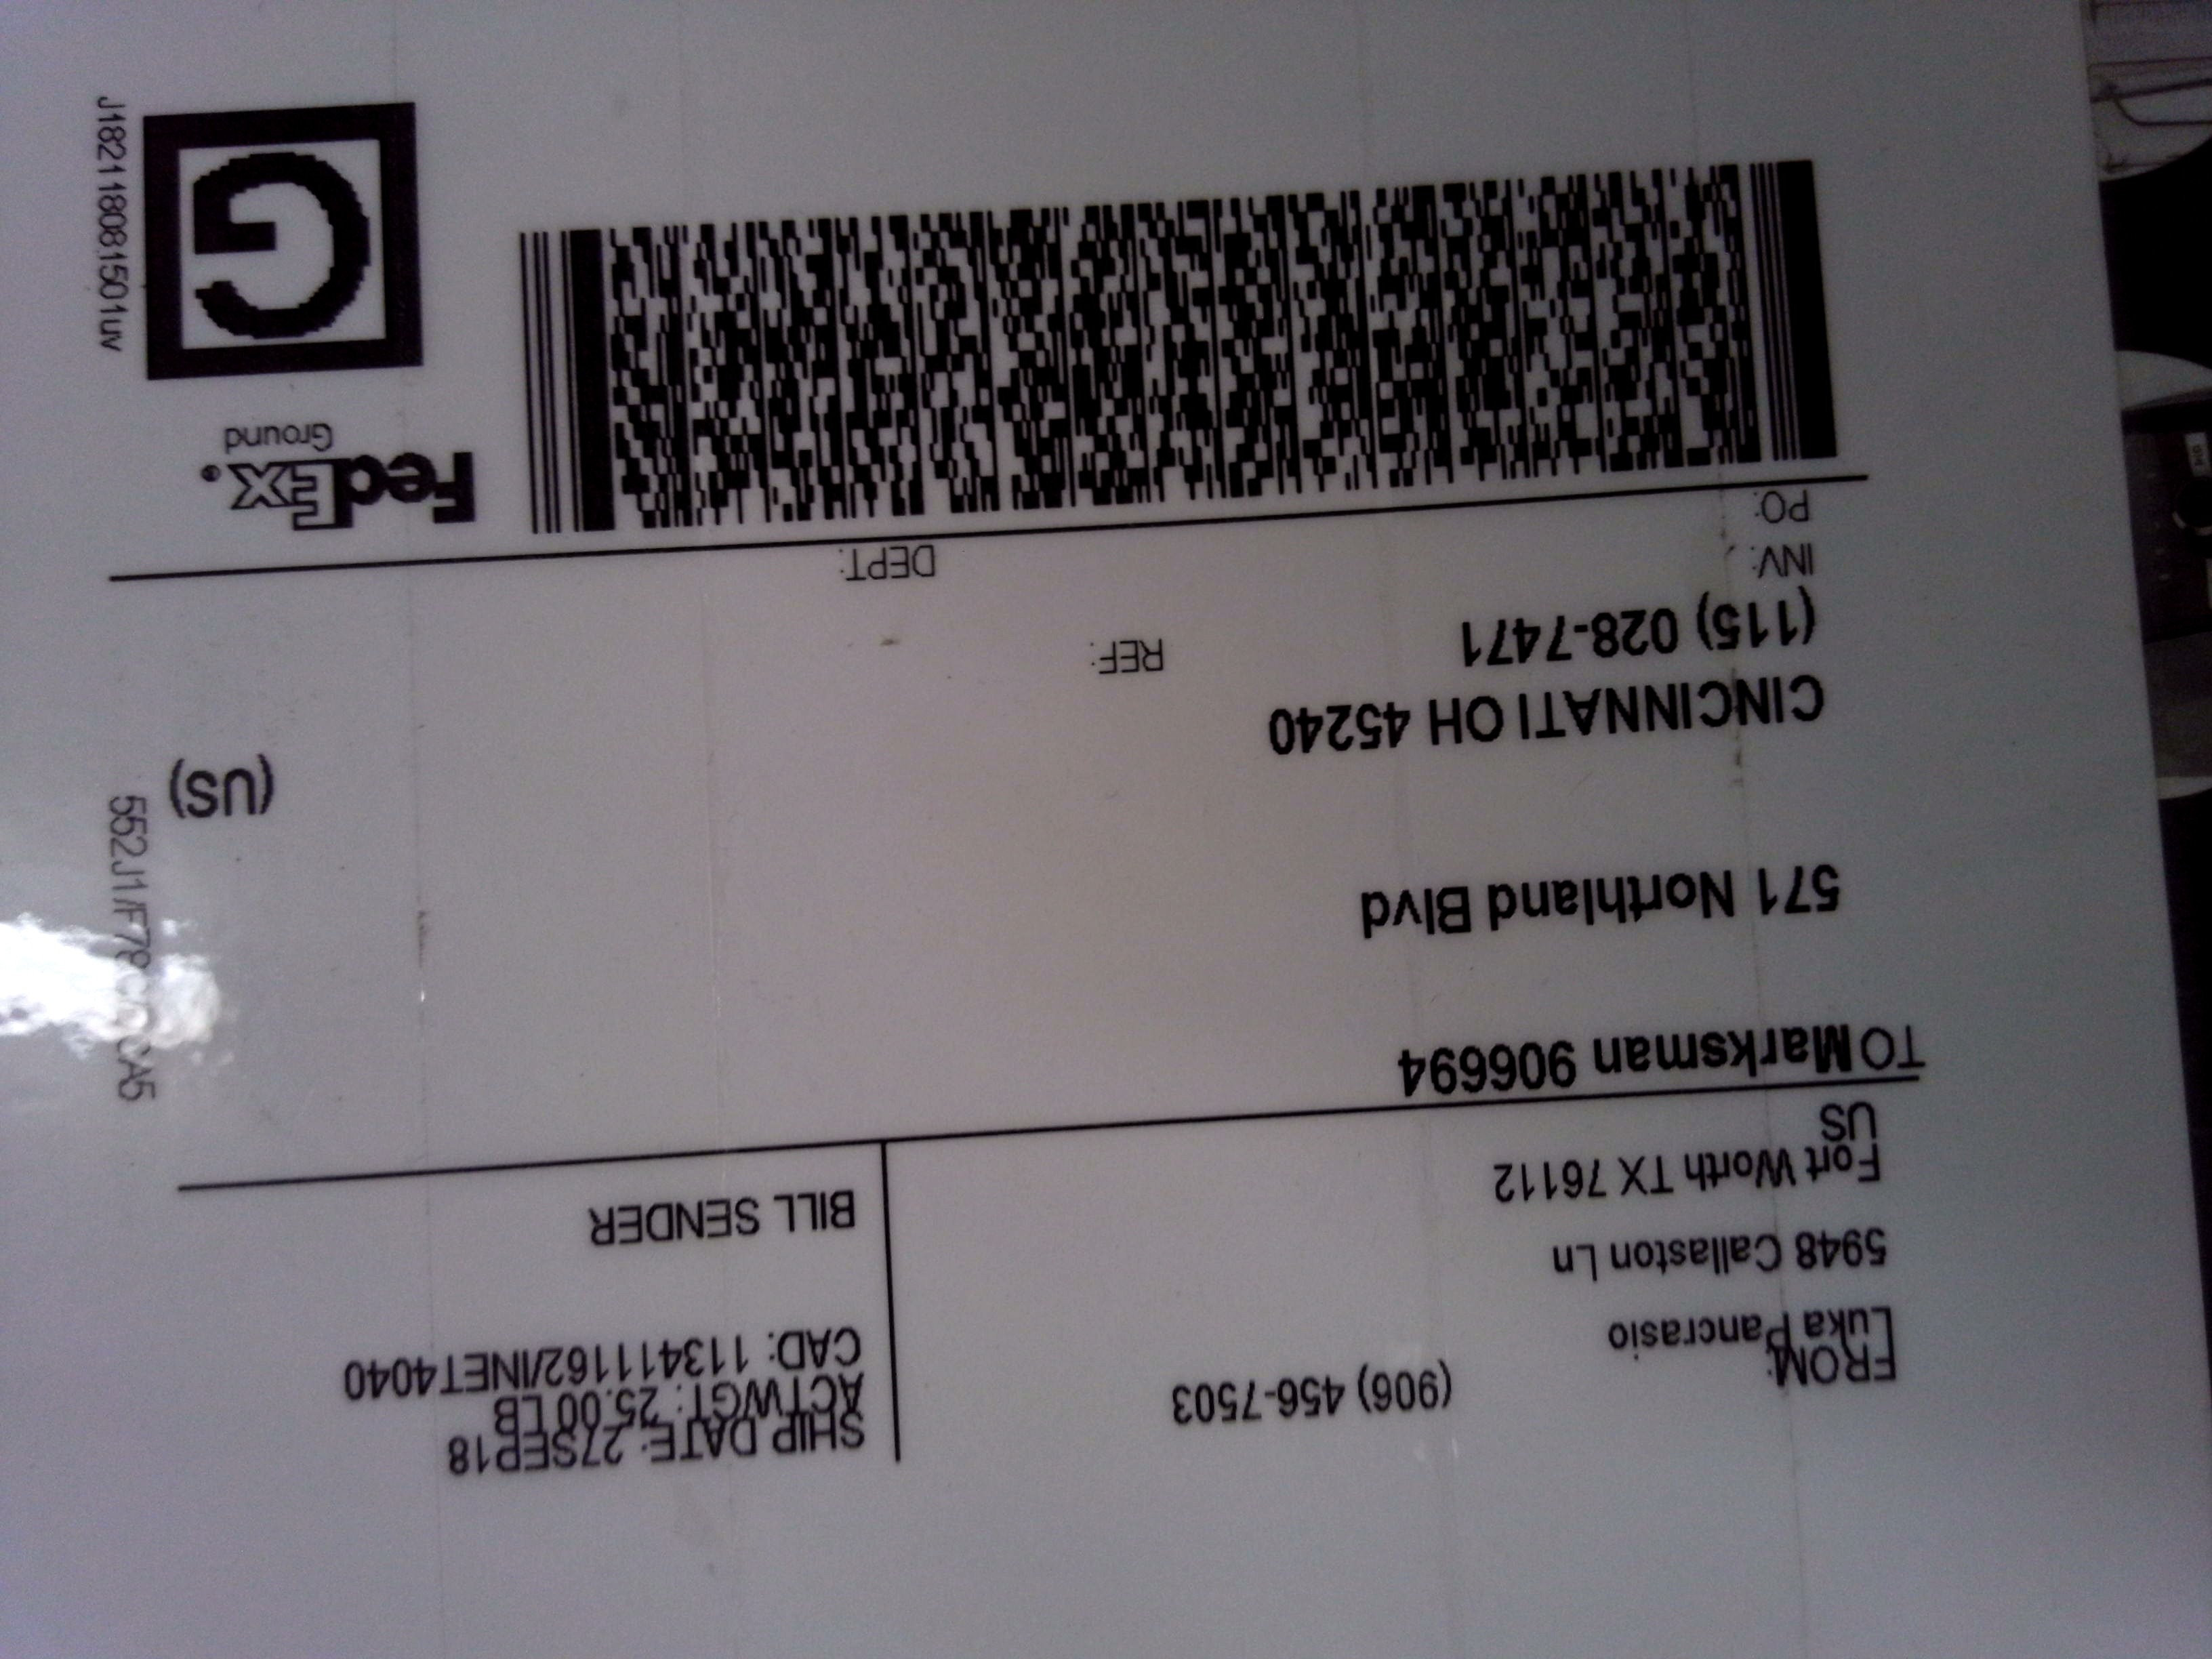 FROM:
Luka Pancrasio
(906) 456-7503
5948 Callaston Ln
Fort Worth TX 76112
US
SHIP DATE: 27SEP18
ACTWGT: 25.00 LB
CAD: 113411162/INET4040
BILL SENDER
TO Marksman 906694
571 Northland Blvd
CINCINNATI OH 45240
(US)
(115) 028-7471
REF:
INV:
PO:
DEPT:
FedEx®
Ground
G
J182118081501uv